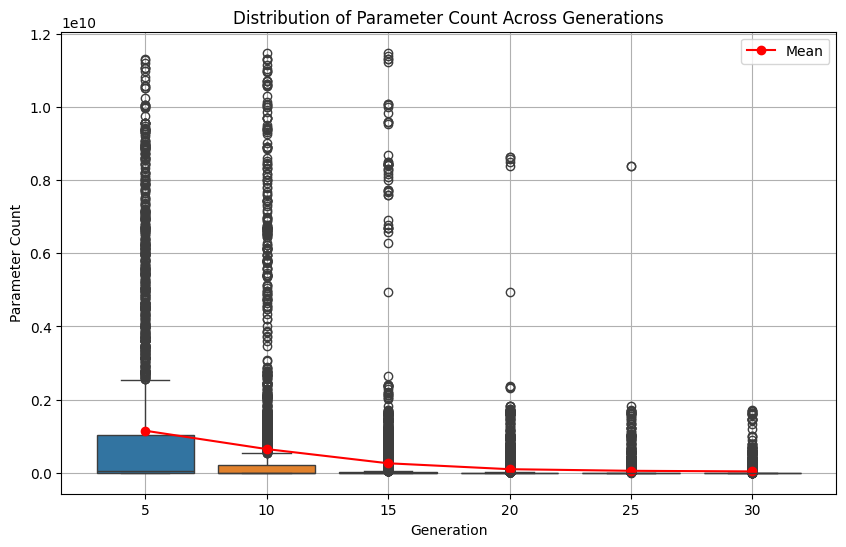 Distribution of Parameter Count Across Generations
1e10
1.2
1.0
0.8
0.6
0.4
0.2
0.0
Parameter Count
Mean
5 10 15 20 25 30
Generation